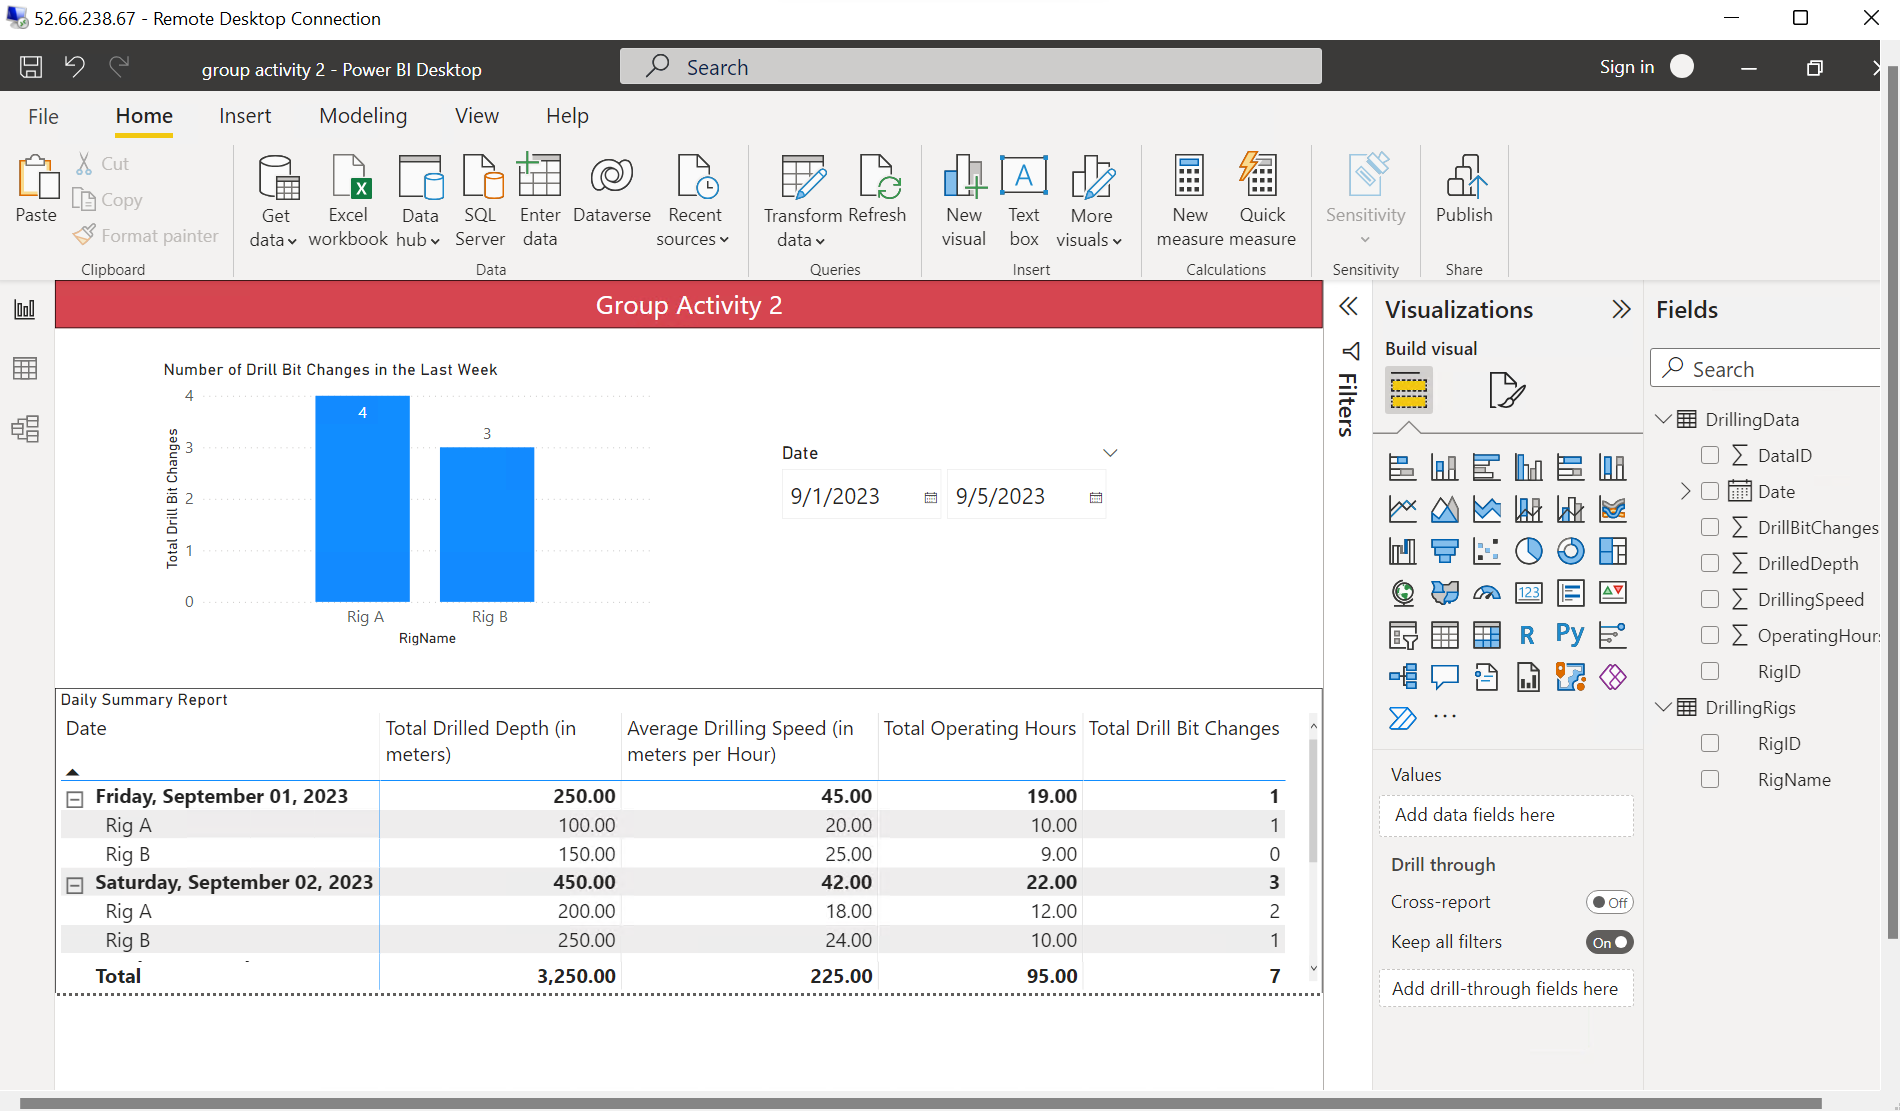 52.66.238.67 - Remote Desktop Connection
group activity 2 - Power BI Desktop
Search
Sign in
File
Home
Insert
Modeling
View
Help
Paste
Cut
Copy
Format painter
Clipboard
Get data
Excel workbook
Data hub
SQL Server
Enter data
Dataverse
Recent sources
Data
Transform data
Refresh
Queries
New visual
Text box
More visuals
Insert
New measure
Quick measure
Calculations
Sensitivity
Sensitivity
Publish
Share
Group Activity 2
Number of Drill Bit Changes in the Last Week
Total Drill Bit Changes
4
3
2
1
0
4
3
Rig A
Rig B
RigName
Date
9/1/2023
9/5/2023
Daily Summary Report
Date
Total Drilled Depth (in meters)
Average Drilling Speed (in meters per Hour)
Total Operating Hours
Total Drill Bit Changes
Friday, September 01, 2023 250.00 45.00 19.00 1
Rig A 100.00 20.00 10.00 1
Rig B 150.00 25.00 9.00 0
Saturday, September 02, 2023 450.00 42.00 22.00 3
Rig A 200.00 18.00 12.00 2
Rig B 250.00 24.00 10.00 1
Total 3,250.00 225.00 95.00 7
Filters
Visualizations
Build visual
123
R
Py
Values
Add data fields here
Drill through
Cross-report
Off
Keep all filters
On
Add drill-through fields here
Fields
Search
DrillingData
DataID
Date
DrillBitChanges
DrilledDepth
DrillingSpeed
OperatingHours
RigID
DrillingRigs
RigID
RigName